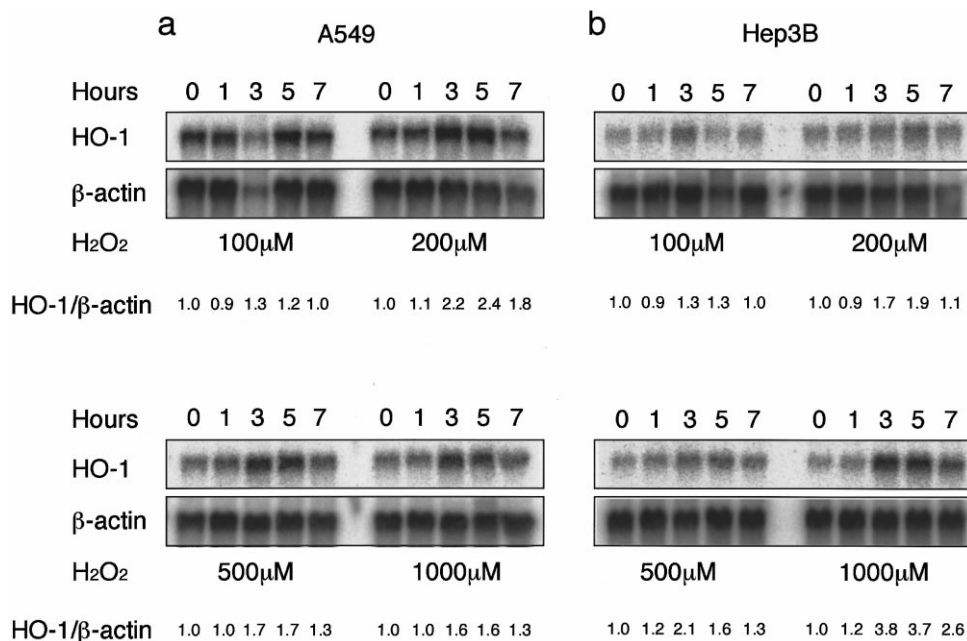 a A549 b Hep3B
Hours 0 1 3 5 7 0 1 3 5 7 0 1 3 5 7 0 1 3 5 7
HO-1
β-actin
H2O2 100μM 200μM 100μM 200μM
HO-1/β-actin 1.0 0.9 1.3 1.2 1.0 1.0 1.1 2.2 2.4 1.8 1.0 0.9 1.3 1.3 1.0 1.0 0.9 1.7 1.9 1.1
Hours 0 1 3 5 7 0 1 3 5 7 0 1 3 5 7 0 1 3 5 7
HO-1
β-actin
H2O2 500μM 1000μM 500μM 1000μM
HO-1/β-actin 1.0 1.0 1.7 1.7 1.3 1.0 1.0 1.6 1.6 1.3 1.0 1.2 2.1 1.6 1.3 1.0 1.2 3.8 3.7 2.6